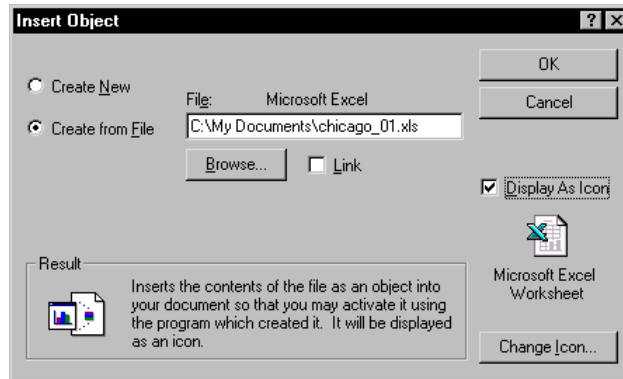 Insert Object
Create New
Create from File
File: Microsoft Excel
C:\My Documents\chicago_01.xls
Browse...
Link
OK
Cancel
Display As Icon
Microsoft Excel
Worksheet
Change Icon...
Result
Inserts the contents of the file as an object into
your document so that you may activate it using
the program which created it. It will be displayed
as an icon.